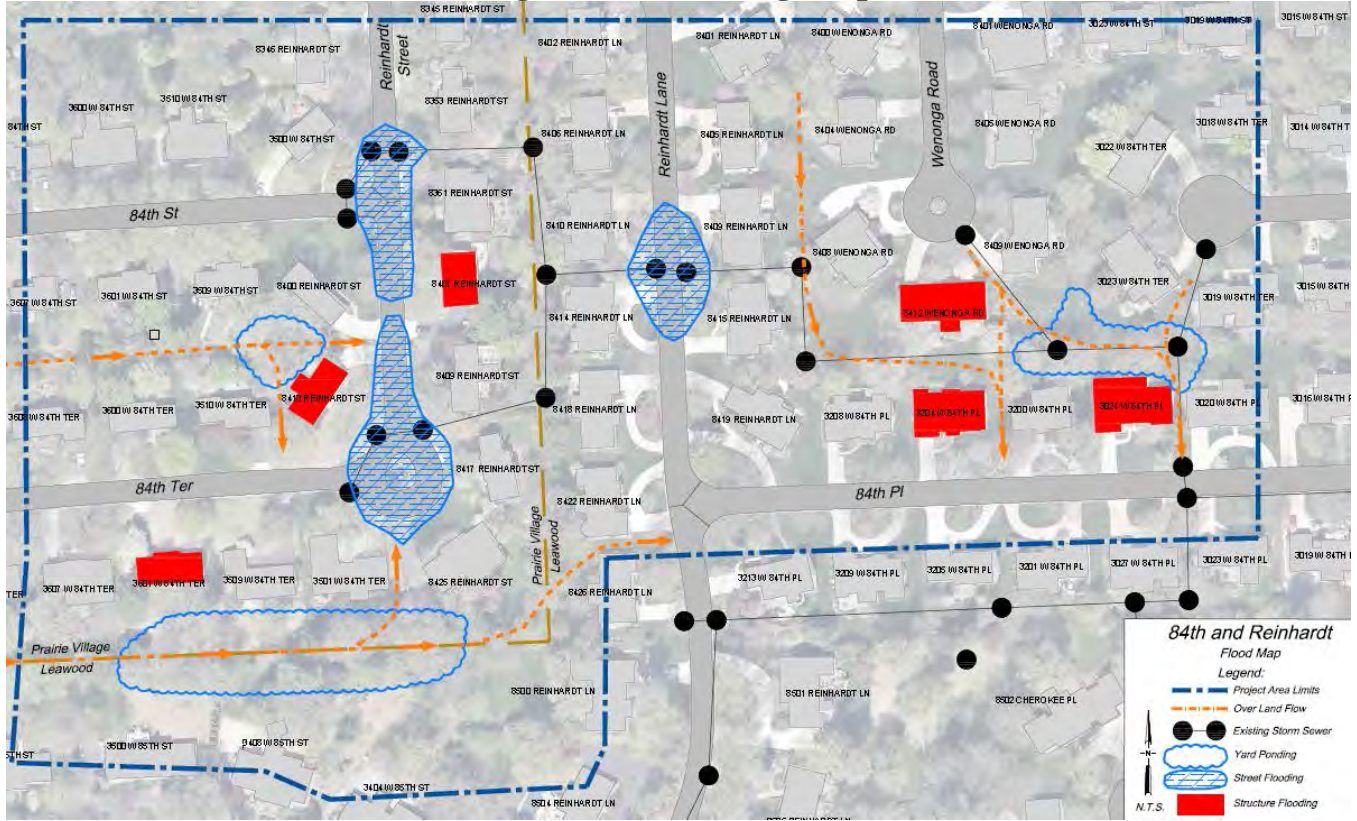 8345 REINHARDT ST
8346 REINHARDT ST
Reinhardt
Street
8402 REINHARDT LN
8401 REINHARDT LN
8400 WENONGA RD
8401 WENONGA RD
3023 W 84TH ST
3019 W 84TH ST
3015 W 84TH ST
3600 W 84TH ST
3510 W 84TH ST
3500 W 84TH ST
8353 REINHARDT ST
84TH ST
8406 REINHARDT LN
Reinhardt Lane
8405 REINHARDT LN
8404 WENONGA RD
Wenonga Road
8405 WENONGA RD
3018 W 84TH TER
3022 W 84TH TER
3014 W 84TH T
84th St
8361 REINHARDT ST
8410 REINHARDT LN
8409 REINHARDT LN
8408 WENONGA RD
8409 WENONGA RD
3607 W 84TH ST
3601 W 84TH ST
3509 W 84TH ST
8400 REINHARDT ST
REINHARDT ST
8414 REINHARDT LN
8415 REINHARDT LN
8412 WENONGA RD
3023 W 84TH TER
3019 W 84TH TER
3015 W 84TH
3608 W 84TH TER
3600 W 84TH TER
3510 W 84TH TER
REINHARDT ST
8409 REINHARDT ST
8418 REINHARDT LN
8419 REINHARDT LN
3208 W 84TH PL
3204 W 84TH PL
3200 W 84TH PL
3024 W 84TH PL
3020 W 84TH PL
3016 W 84TH
84th Ter
8417 REINHARDT ST
8422 REINHARDT LN
84th Pl
Prairie Village
Leawood
3607 W 84TH TER
3601 W 84TH TER
3509 W 84TH TER
3501 W 84TH TER
8425 REINHARDT ST
8426 REINHARDT LN
3213 W 84TH PL
3209 W 84TH PL
3205 W 84TH PL
3201 W 84TH PL
3027 W 84TH PL
3023 W 84TH PL
3019 W 84TH
TER
Prairie Village
Leawood
8500 REINHARDT LN
8501 REINHARDT LN
8502 CHEROKEE PL
3500 W 85TH ST
3408 W 85TH ST
3404 W 85TH ST
8504 REINHARDT LN
REINHARDT LN
84th and Reinhardt
Flood Map
Legend:
Project Area Limits
Over Land Flow
Existing Storm Sewer
Yard Ponding
Street Flooding
Structure Flooding
N
N.T.S.